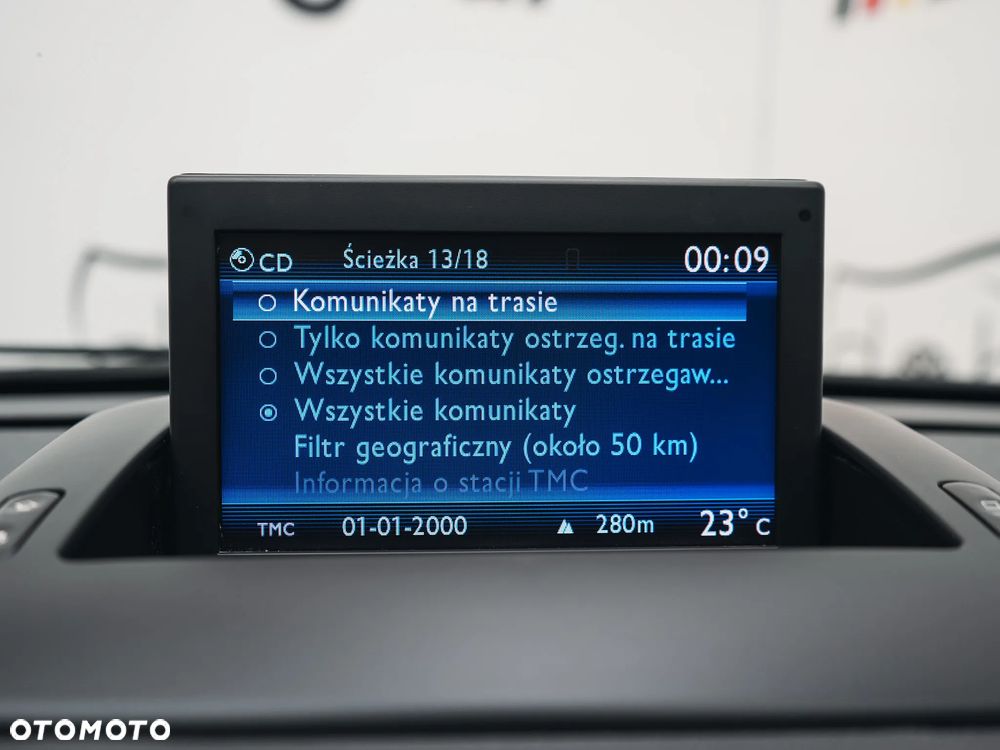 CD Ścieżka 13/18 00:09
Komunikaty na trasie
Tylko komunikaty ostrzeg. na trasie
Wszystkie komunikaty ostrzegaw...
Wszystkie komunikaty
Filtr geograficzny (około 50 km)
Informacja o stacji TMC
TMC 01-01-2000 280m 23° C
OTOMOTO